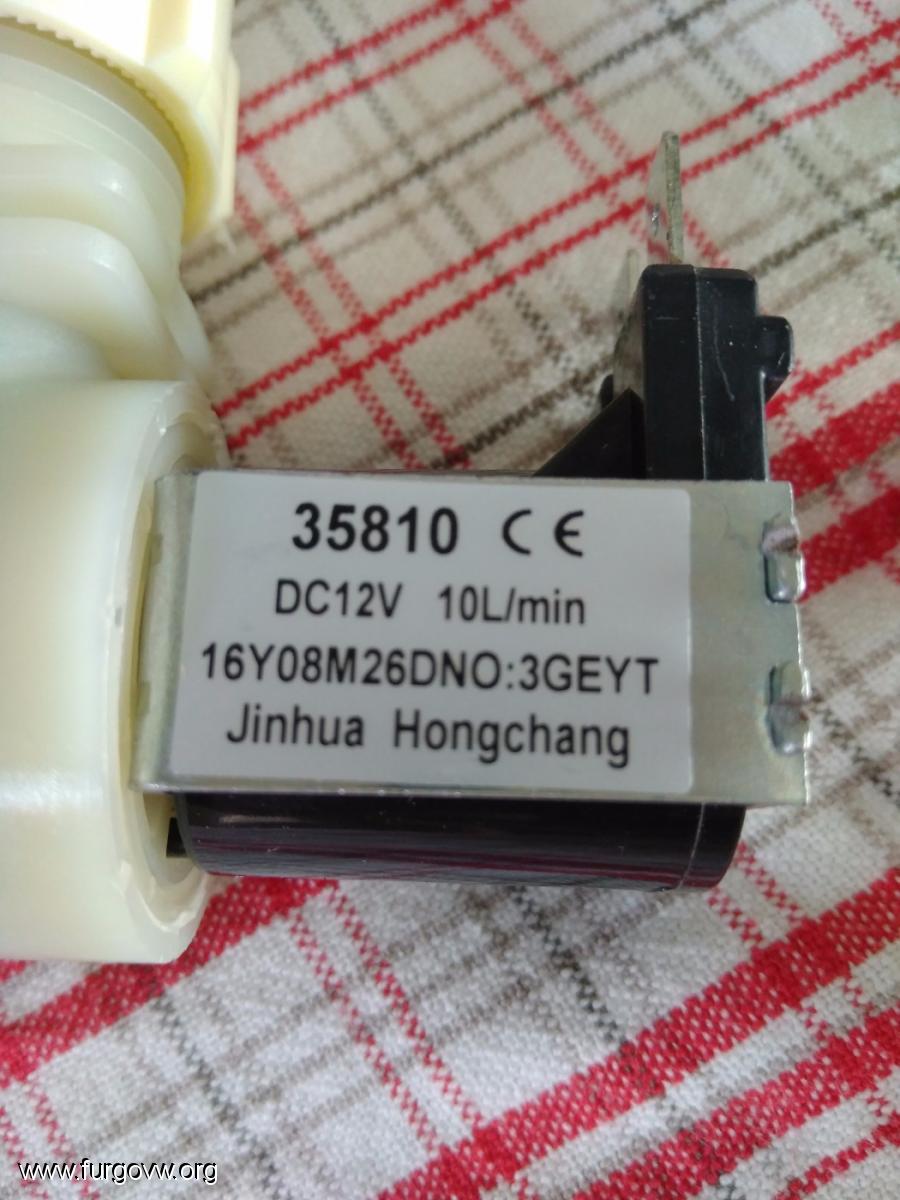 35810 CE
DC12V 10L/min
16Y08M26DNO:3GEYT
Jinhua Hongchang
www.furgovw.org